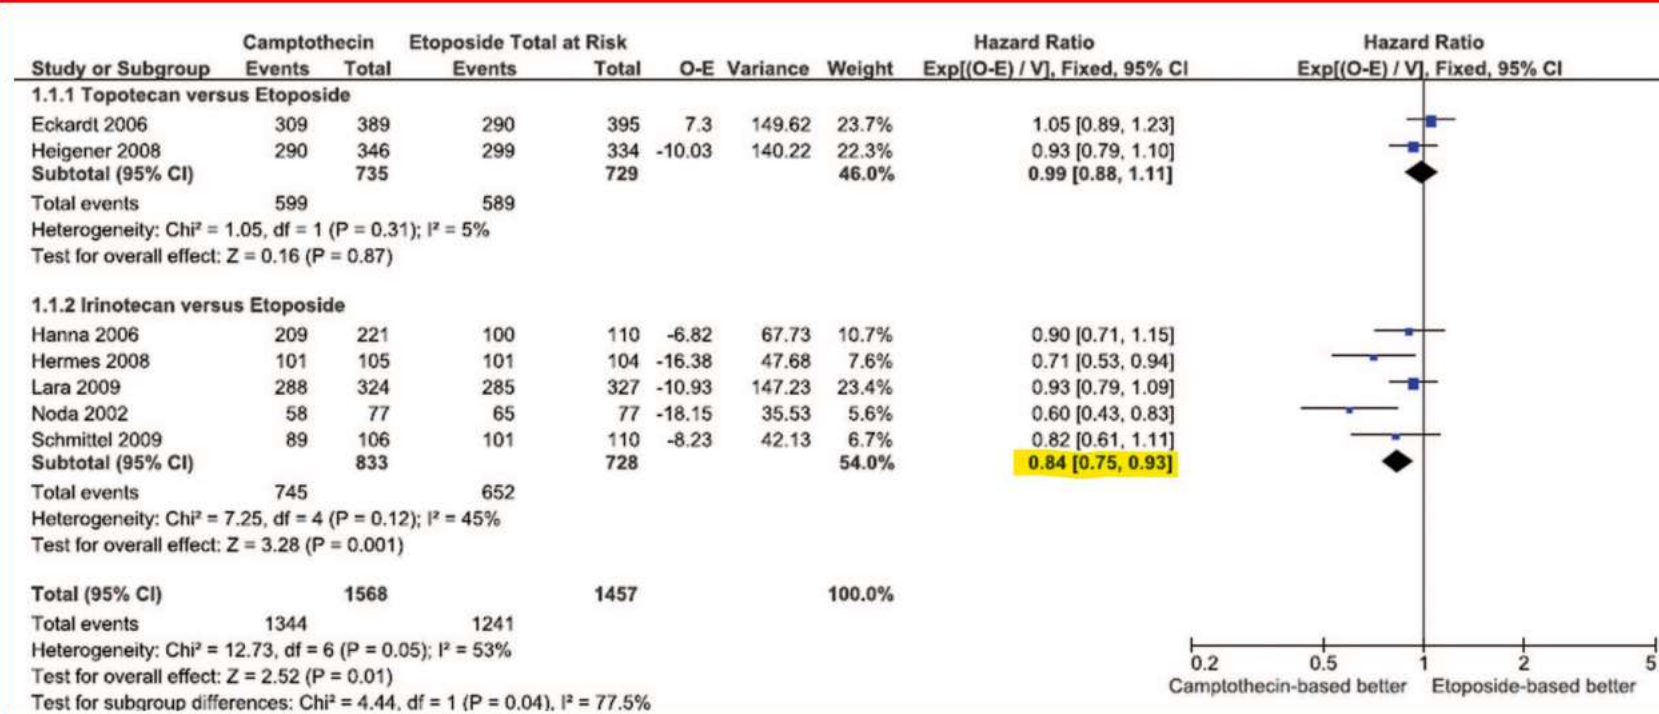 Camptothecin Etoposide Total at Risk Hazard Ratio Hazard Ratio
Study or Subgroup Events Total Events Total O-E Variance Weight Exp[(O-E) / V], Fixed, 95% CI Exp[(O-E) / V], Fixed, 95% CI
1.1.1 Topotecan versus Etoposide
Eckardt 2006 309 389 290 395 7.3 149.62 23.7% 1.05 [0.89, 1.23]
Heigener 2008 290 346 299 334 -10.03 140.22 22.3% 0.93 [0.79, 1.10]
Subtotal (95% CI) 735 729 46.0% 0.99 [0.88, 1.11]
Total events 599 589
Heterogeneity: Chi² = 1.05, df = 1 (P = 0.31); I² = 5%
Test for overall effect: Z = 0.16 (P = 0.87)
1.1.2 Irinotecan versus Etoposide
Hanna 2006 209 221 100 110 -6.82 67.73 10.7% 0.90 [0.71, 1.15]
Hermes 2008 101 105 101 104 -16.38 47.68 7.6% 0.71 [0.53, 0.94]
Lara 2009 288 324 285 327 -10.93 147.23 23.4% 0.93 [0.79, 1.09]
Noda 2002 58 77 65 77 -18.15 35.53 5.6% 0.60 [0.43, 0.83]
Schmittel 2009 89 106 101 110 -8.23 42.13 6.7% 0.82 [0.61, 1.11]
Subtotal (95% CI) 833 728 54.0% 0.84 [0.75, 0.93]
Total events 745 652
Heterogeneity: Chi² = 7.25, df = 4 (P = 0.12); I² = 45%
Test for overall effect: Z = 3.28 (P = 0.001)
Total (95% CI) 1568 1457 100.0%
Total events 1344 1241
Heterogeneity: Chi² = 12.73, df = 6 (P = 0.05); I² = 53%
Test for overall effect: Z = 2.52 (P = 0.01)
Test for subgroup differences: Chi² = 4.44, df = 1 (P = 0.04), I² = 77.5%
0.2 0.5 1 2 5
Camptothecin-based better Etoposide-based better